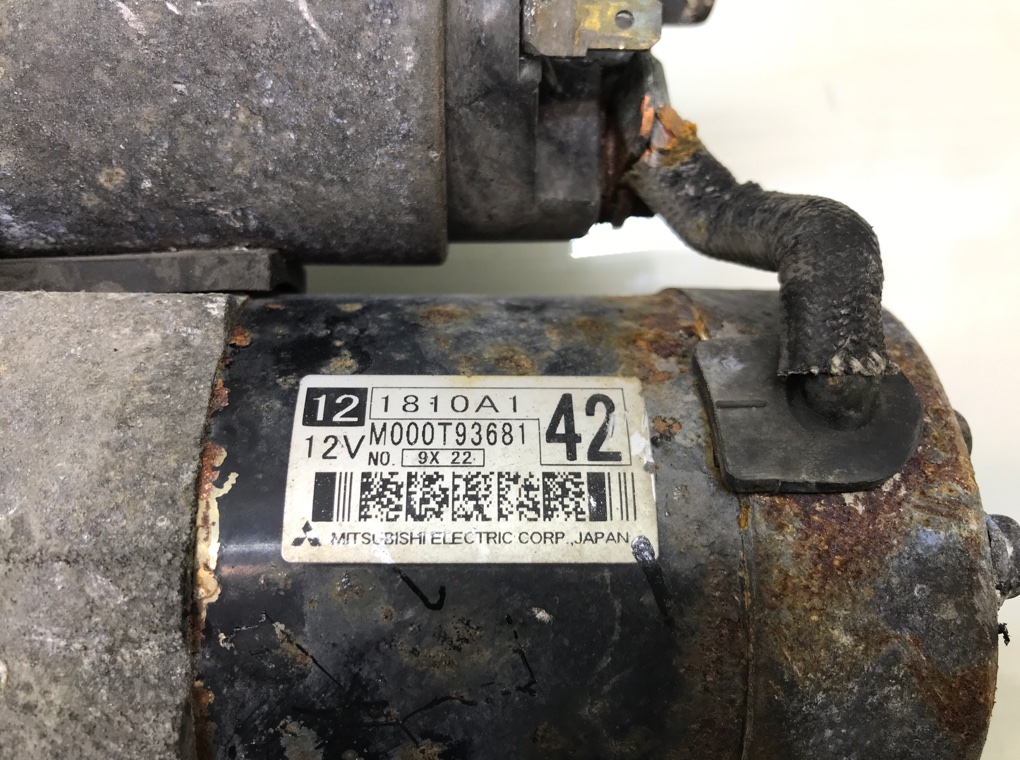 12 1810A1 42
12V M000T93681
NO. 9X 22
MITSUBISHI ELECTRIC CORP., JAPAN